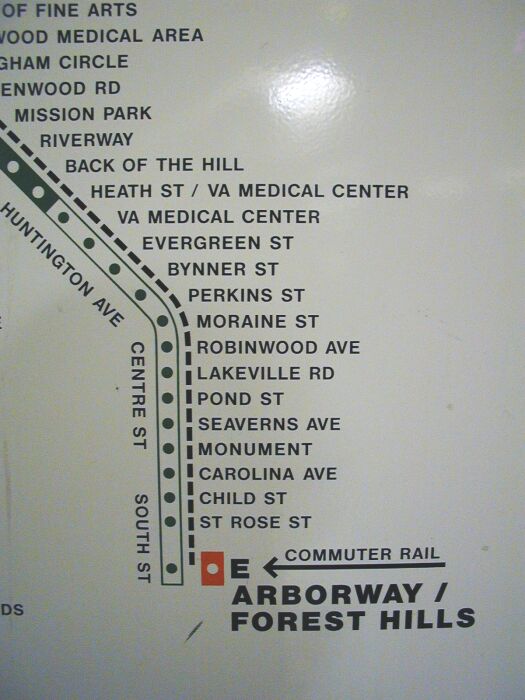 OF FINE ARTS
WOOD MEDICAL AREA
GHAM CIRCLE
ENWOOD RD
MISSION PARK
RIVERWAY
BACK OF THE HILL
HEATH ST / VA MEDICAL CENTER
VA MEDICAL CENTER
EVERGREEN ST
BYNNER ST
PERKINS ST
MORAINE ST
ROBINWOOD AVE
LAKEVILLE RD
POND ST
SEAVERNS AVE
MONUMENT
CAROLINA AVE
CHILD ST
ST ROSE ST
HUNTINGTON AVE
CENTRE ST
SOUTH ST
COMMUTER RAIL
E
ARBORWAY /
FOREST HILLS
DS